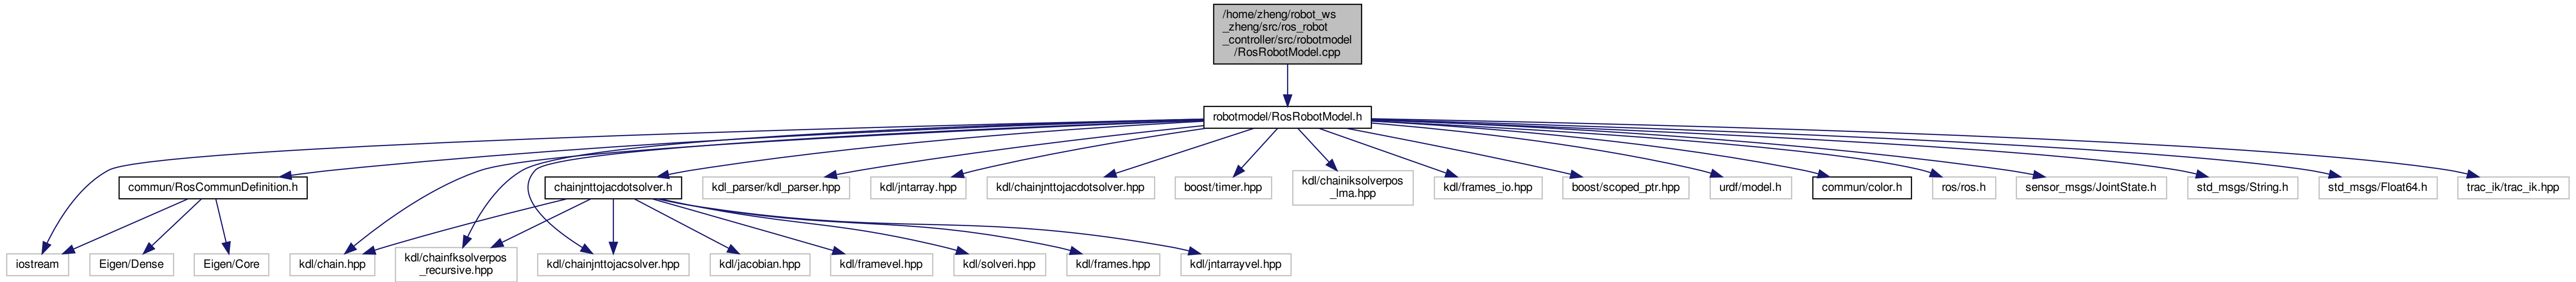 /home/zheng/robot_ws
_zheng/src/ros_robot
_controller/src/robotmodel
/RosRobotModel.cpp
robotmodel/RosRobotModel.h
commun/RosCommunDefinition.h
chainjnttojacdotsolver.h
kdl_parser/kdl_parser.hpp
kdl/jntarray.hpp
kdl/chainjnttojacdotsolver.hpp
boost/timer.hpp
kdl/chainiksolverpos
_lma.hpp
kdl/frames_io.hpp
boost/scoped_ptr.hpp
urdf/model.h
commun/color.h
ros/ros.h
sensor_msgs/JointState.h
std_msgs/String.h
std_msgs/Float64.h
trac_ik/trac_ik.hpp
iostream
Eigen/Dense
Eigen/Core
kdl/chain.hpp
kdl/chainfksolverpos
_recursive.hpp
kdl/chainjnttojacsolver.hpp
kdl/jacobian.hpp
kdl/framevel.hpp
kdl/solveri.hpp
kdl/frames.hpp
kdl/jntarrayvel.hpp